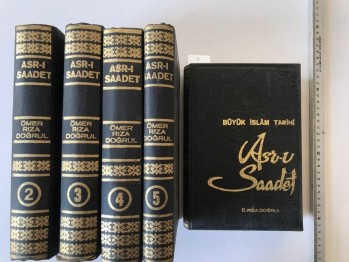 ASR-I
SAADET
ÖMER
RIZA
DOĞRUL
2
ASR-I
SAADET
ÖMER
RIZA
DOĞRUL
3
ASR-I
SAADET
ÖMER
RIZA
DOĞRUL
4
ASR-I
SAADET
ÖMER
RIZA
DOĞRUL
5
BÜYÜK İSLÂM TARİHİ
Asr-ı
Saadet
Ö. RIZA DOĞRUL